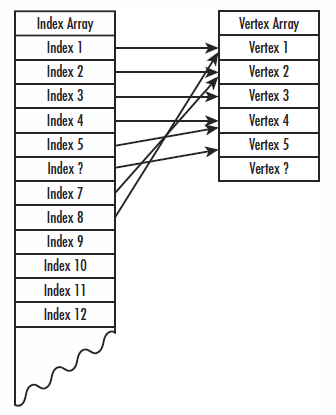 Index Array
Index 1
Index 2
Index 3
Index 4
Index 5
Index ?
Index 7
Index 8
Index 9
Index 10
Index 11
Index 12
Vertex Array
Vertex 1
Vertex 2
Vertex 3
Vertex 4
Vertex 5
Vertex ?